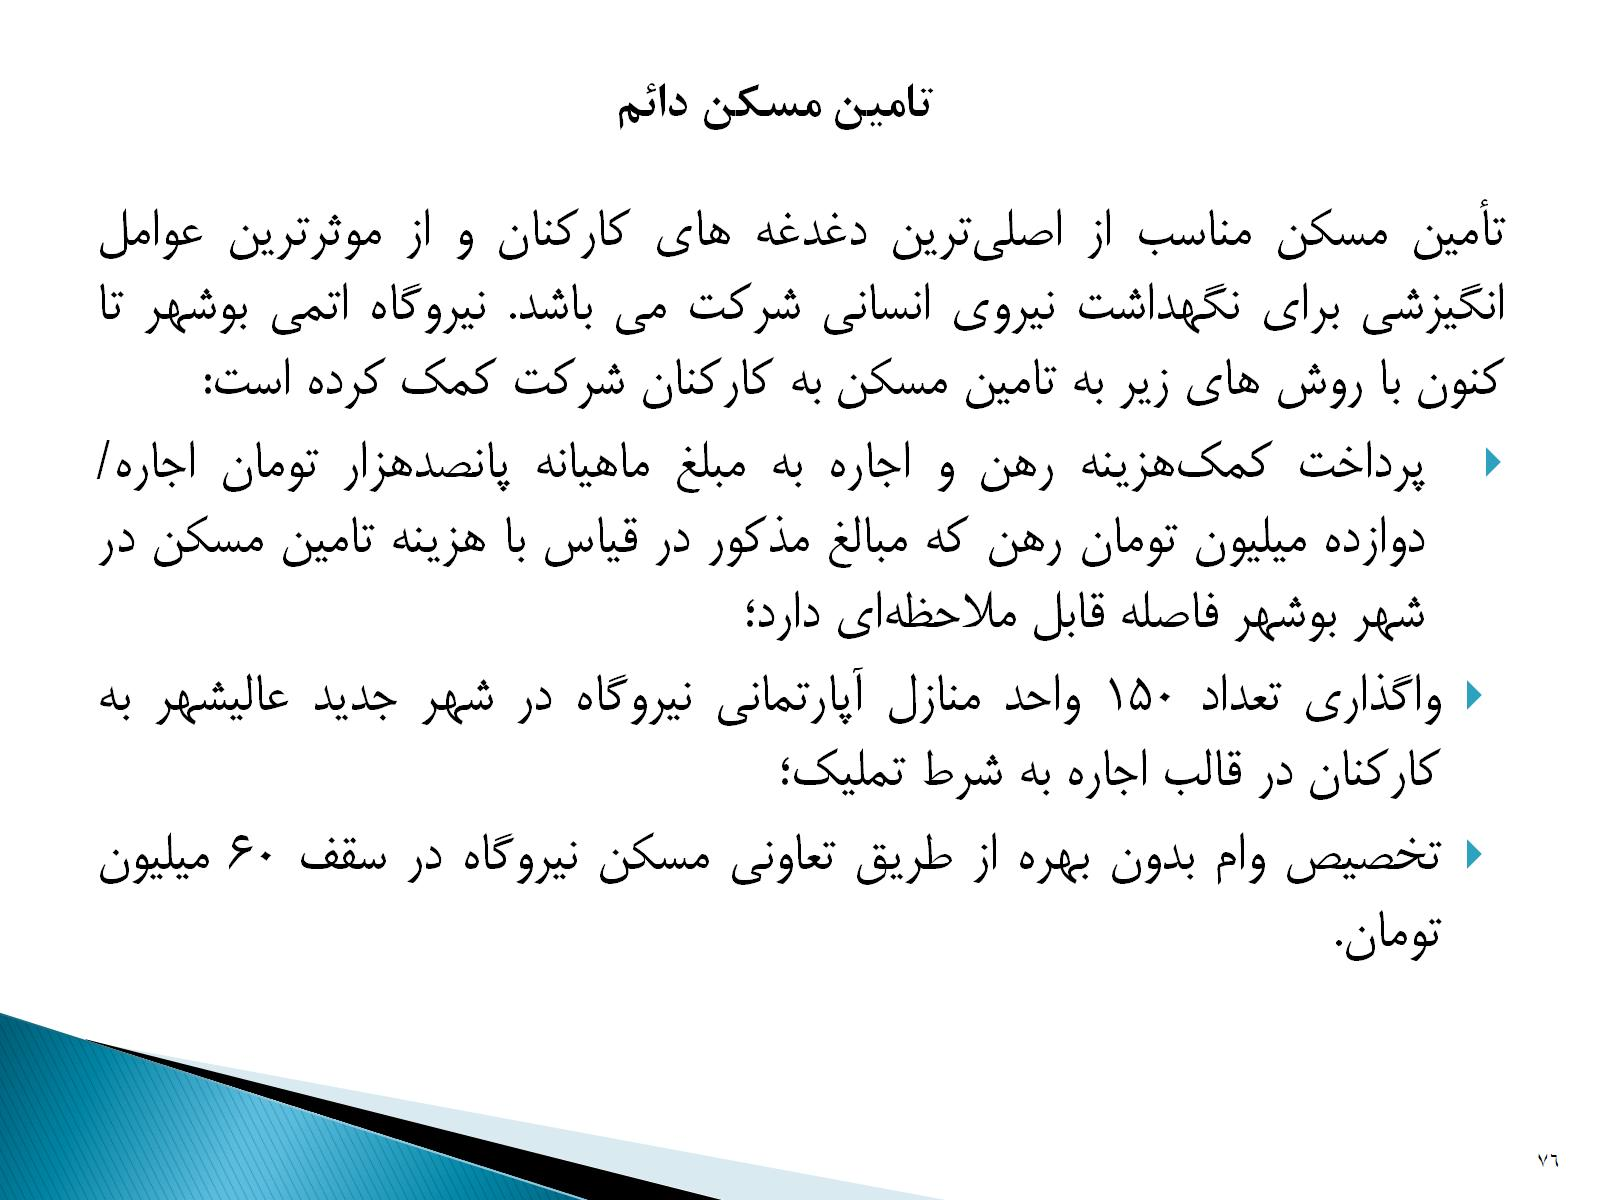 تامین مسکن دائم
تأمین مسکن مناسب از اصلی‌ترین دغدغه های کارکنان و از موثرترین عوامل
انگیزشی برای نگهداشت نیروی انسانی شرکت می باشد. نیروگاه اتمی بوشهر تا
کنون با روش های زیر به تامین مسکن به کارکنان شرکت کمک کرده است:
پرداخت کمک‌هزینه رهن و اجاره به مبلغ ماهیانه پانصدهزار تومان اجاره/
دوازده میلیون تومان رهن که مبالغ مذکور در قیاس با هزینه تامین مسکن در
شهر بوشهر فاصله قابل ملاحظه‌ای دارد؛
واگذاری تعداد ۱۵۰ واحد منازل آپارتمانی نیروگاه در شهر جدید عالیشهر به
کارکنان در قالب اجاره به شرط تملیک؛
تخصیص وام بدون بهره از طریق تعاونی مسکن نیروگاه در سقف ۶۰ میلیون
تومان.
٧٦